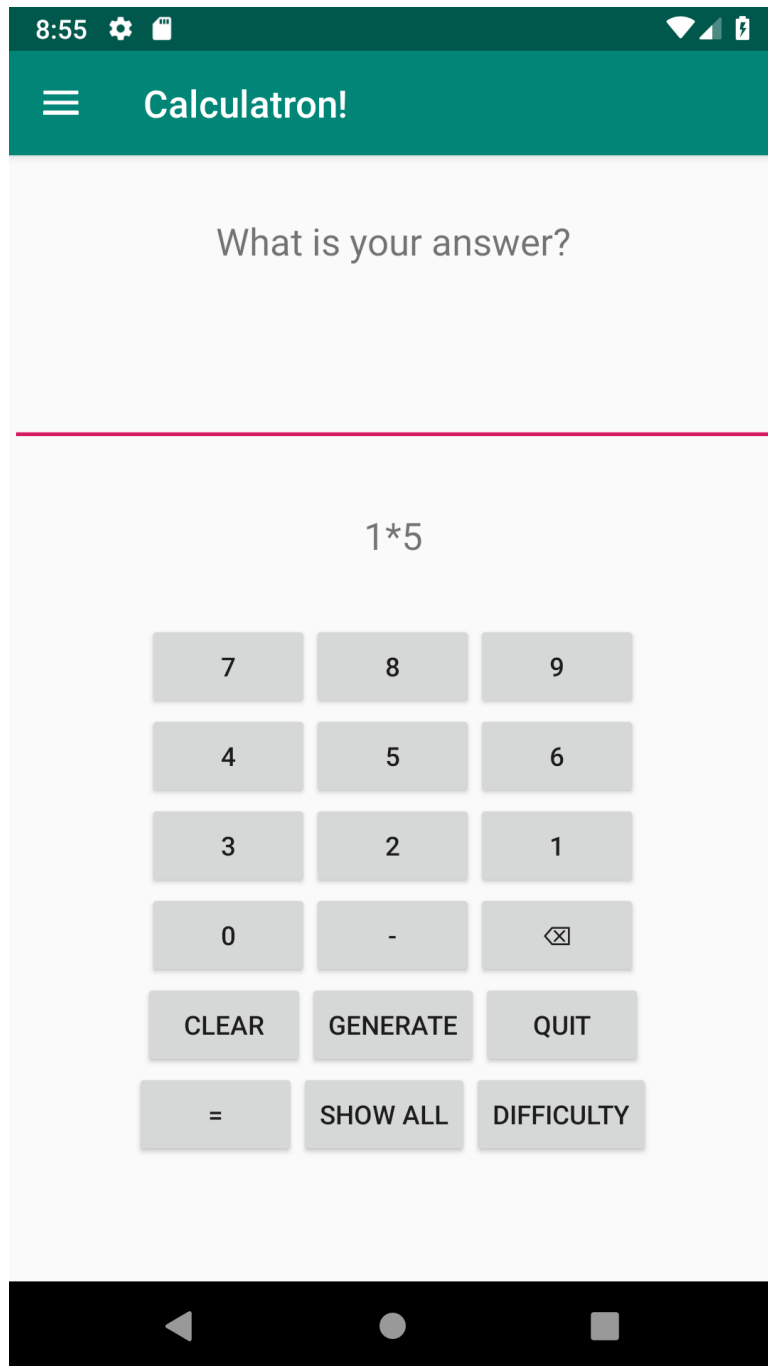 8:55
Calculatron!
What is your answer?
1*5
7 8 9
4 5 6
3 2 1
0 - ⌫
CLEAR GENERATE QUIT
= SHOW ALL DIFFICULTY